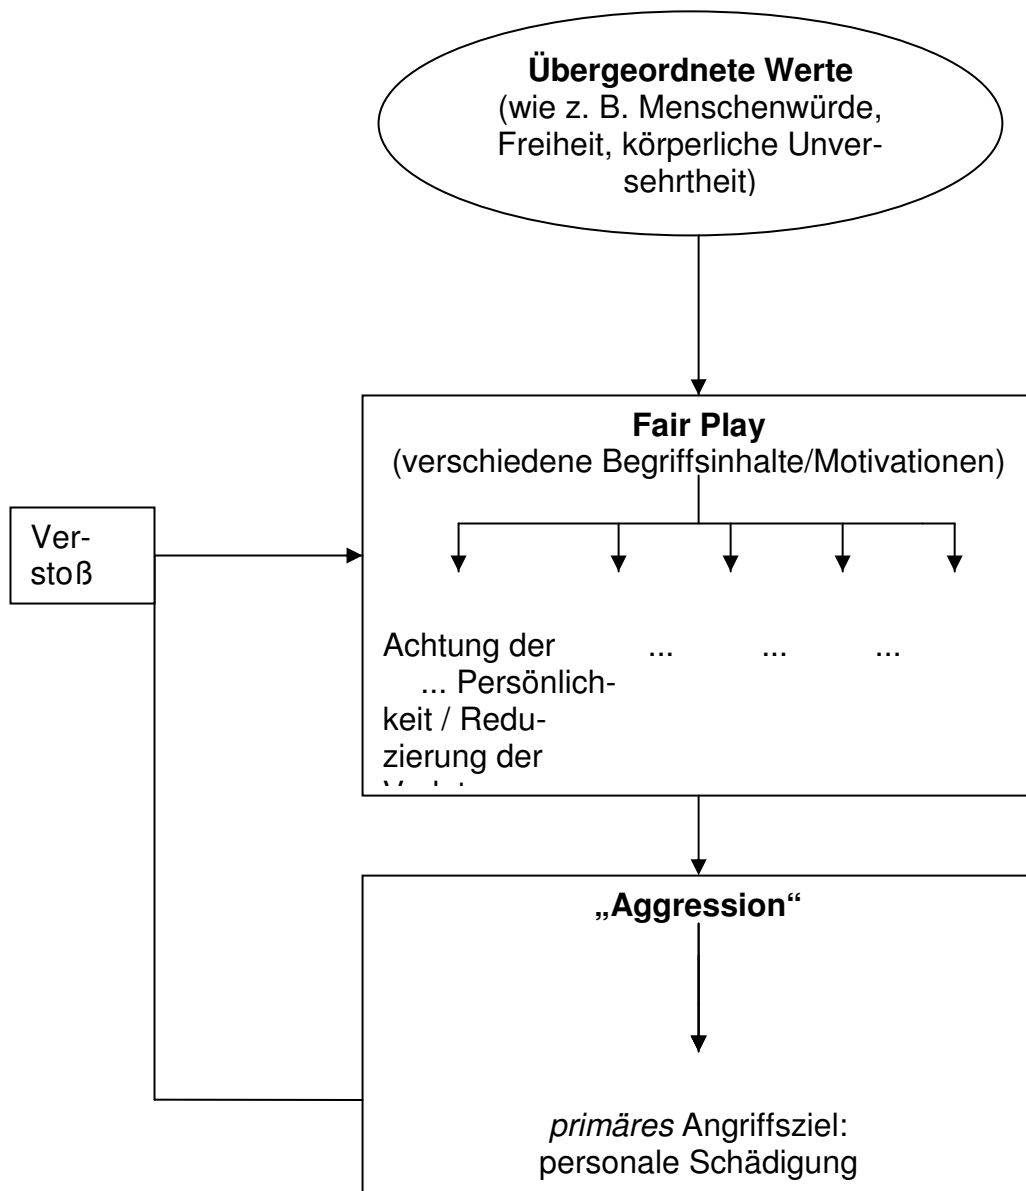 Übergeordnete Werte
(wie z. B. Menschenwürde,
Freiheit, körperliche Unver-
sehrtheit)
Fair Play
(verschiedene Begriffsinhalte/Motivationen)
Ver-
stoß
Achtung der ... ... ...
... Persönlich-
keit / Redu-
zierung der
„Aggression“
primäres Angriffsziel:
personale Schädigung